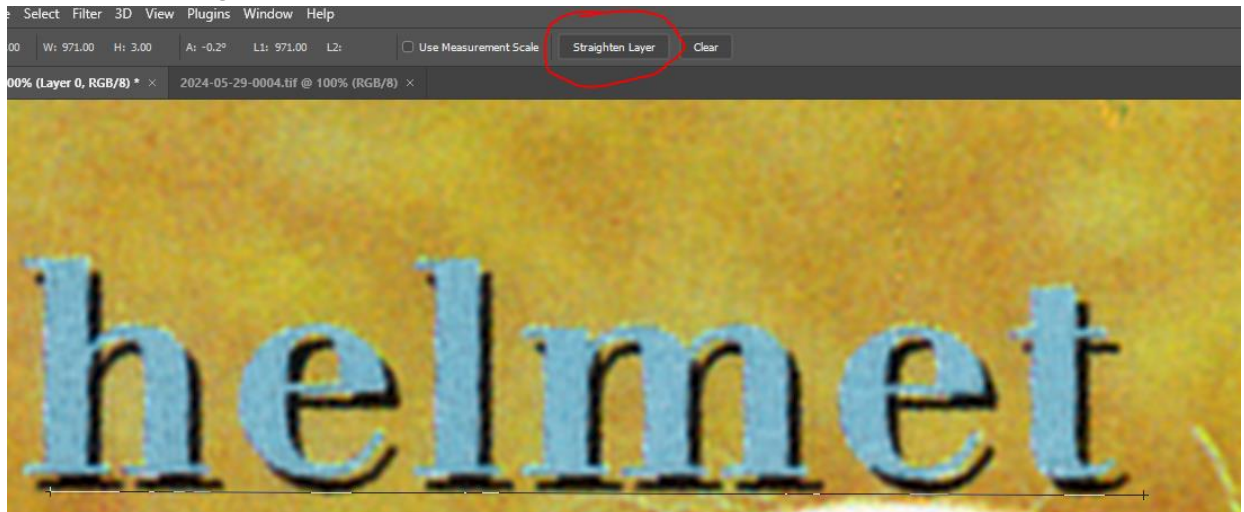 Select Filter 3D View Plugins Window Help
.00 W: 971.00 H: 3.00 A: -0.2° L1: 971.00 L2: Use Measurement Scale Straighten Layer Clear
00% (Layer 0, RGB/8) * × 2024-05-29-0004.tif @ 100% (RGB/8) ×
helmet